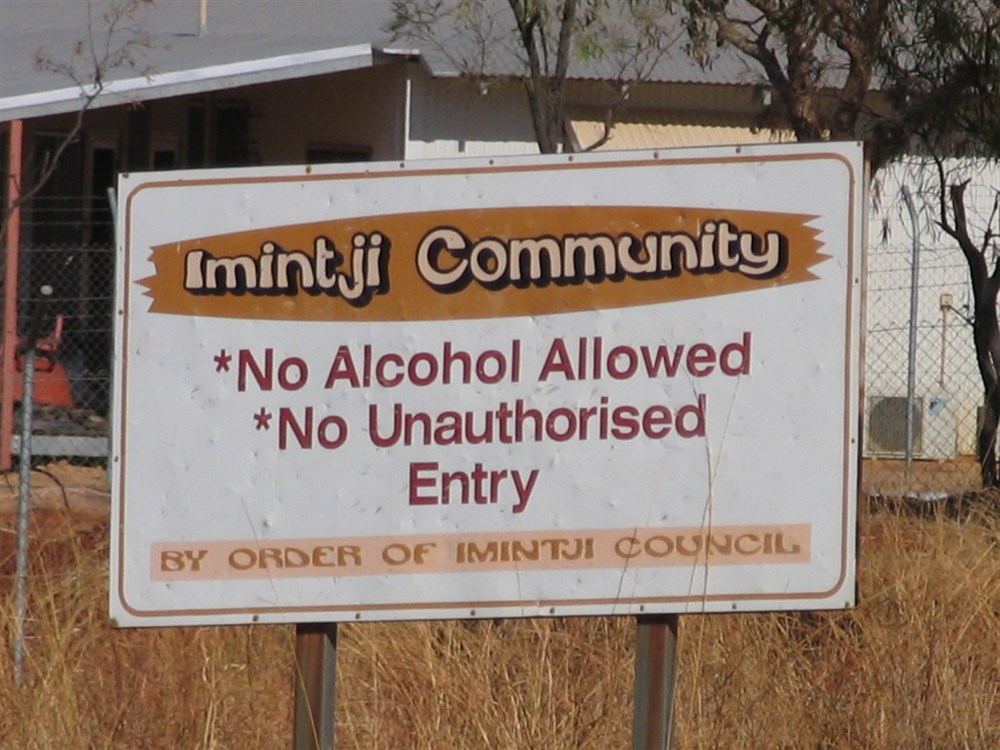 Imintji Community
*No Alcohol Allowed
*No Unauthorised
Entry
BY ORDER OF IMINTJI COUNCIL